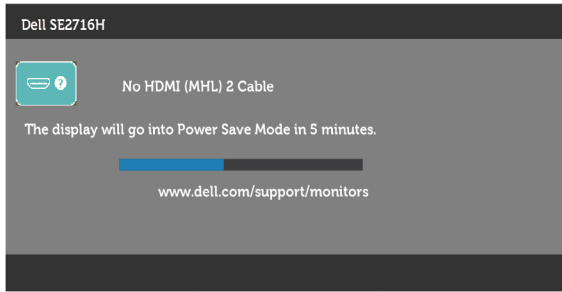 Dell SE2716H
?
No HDMI (MHL) 2 Cable
The display will go into Power Save Mode in 5 minutes.
www.dell.com/support/monitors